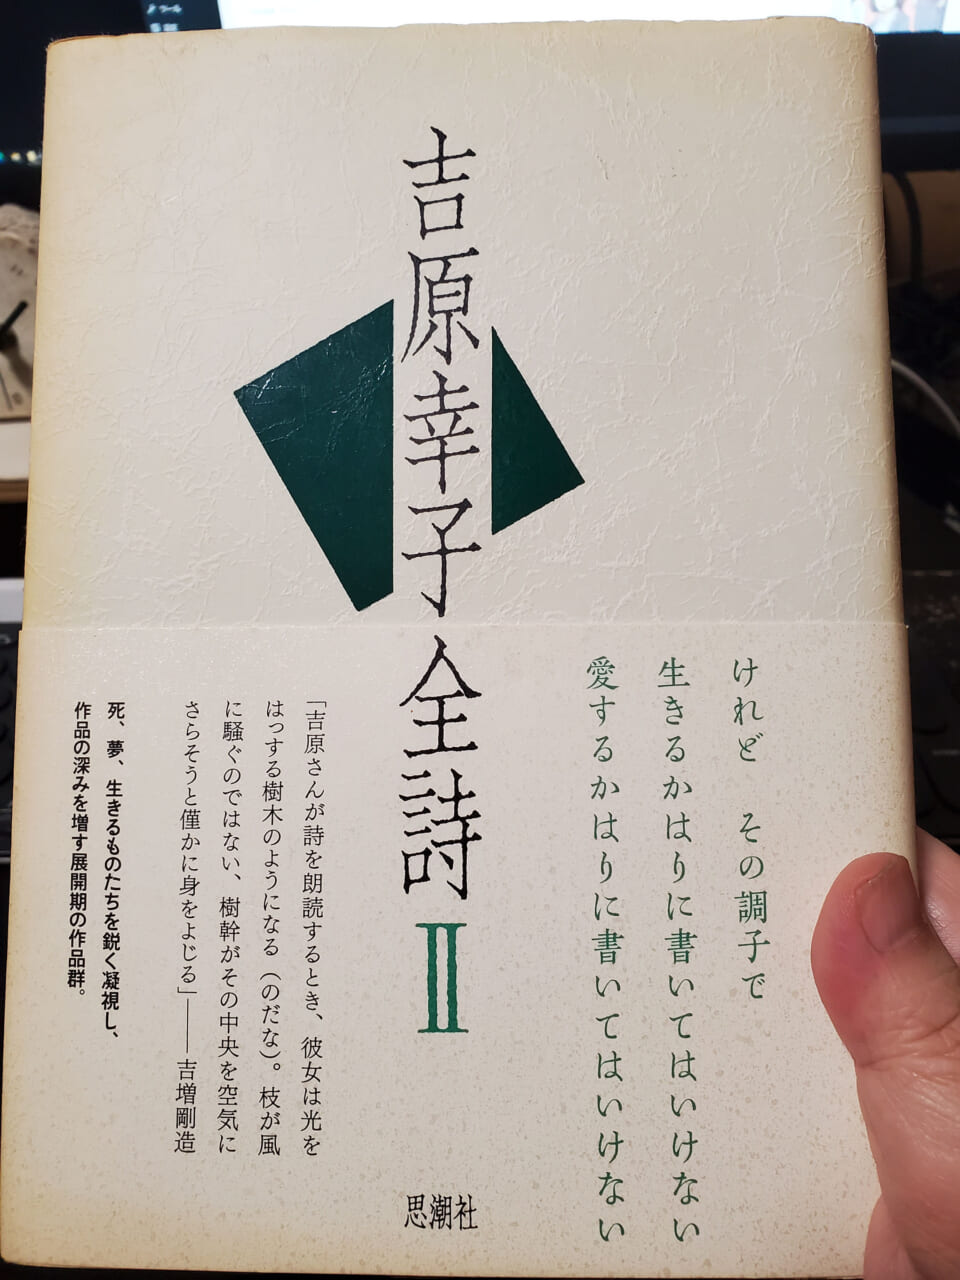 吉原幸子全詩Ⅱ
けれど その調子で
生きるかはりに書いてはいけない
愛するかはりに書いてはいけない
「吉原さんが詩を朗読するとき、彼女は光を
はっする樹木のようになる（のだな）。枝が風
に騒ぐのではない、樹幹がその中央を空気に
さらそうと僅かに身をよじる」――吉増剛造
死、夢、生きるものたちを鋭く凝視し、
作品の深みを増す展開期の作品群。
思潮社